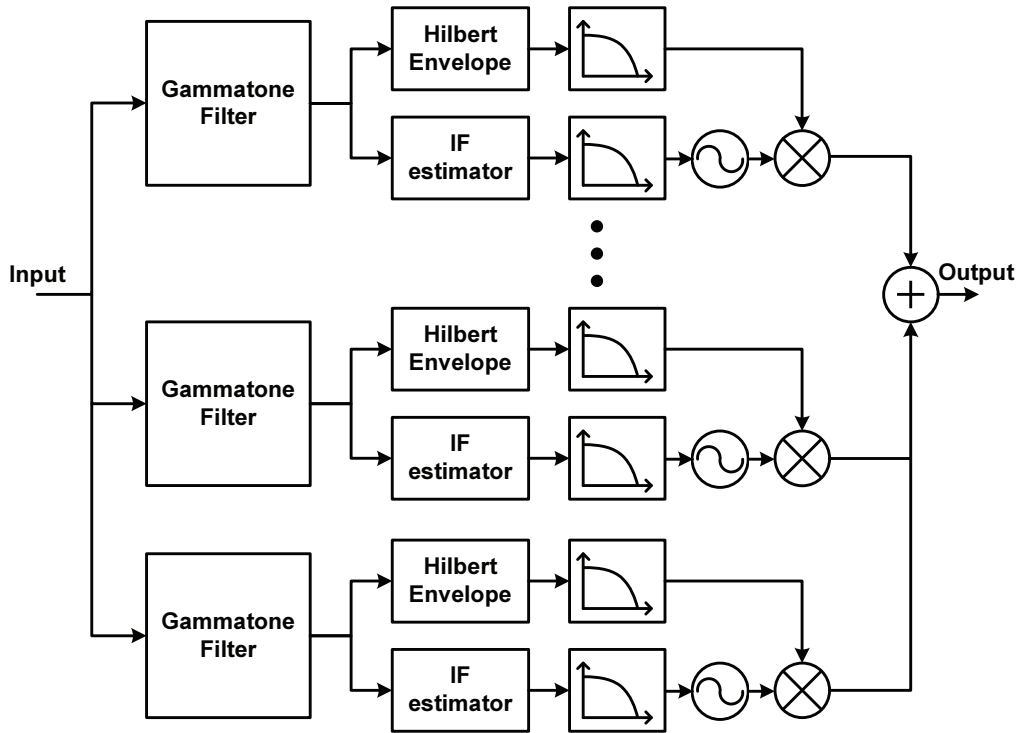 Hilbert
Envelope
Gammatone
Filter
IF
estimator
Input
Output
Hilbert
Envelope
Gammatone
Filter
IF
estimator
Hilbert
Envelope
Gammatone
Filter
IF
estimator